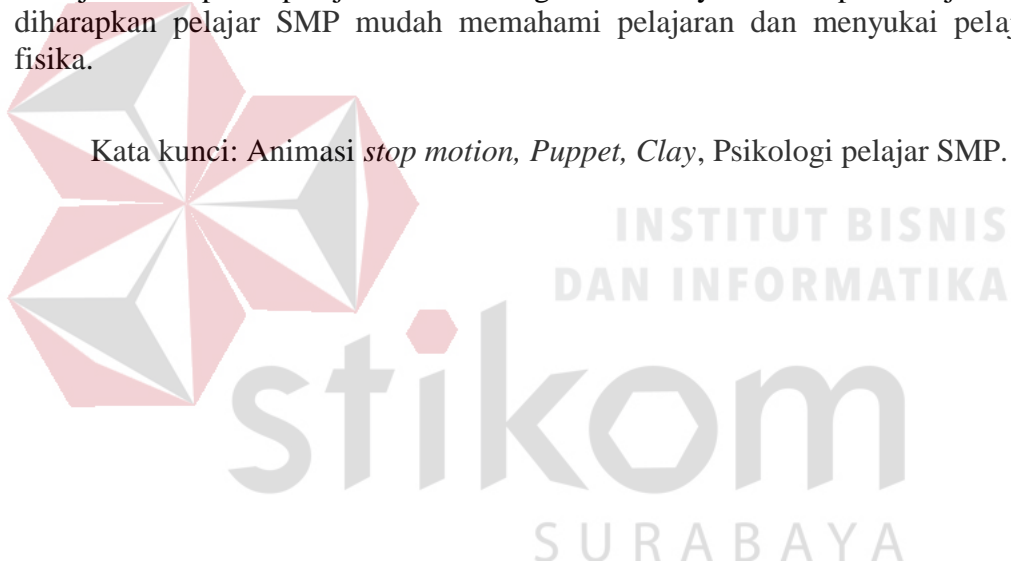 diharapkan pelajar SMP mudah memahami pelajaran dan menyukai
fisika.
Kata kunci: Animasi stop motion, Puppet, Clay, Psikologi pelajar SMP.
INSTITUT BISNIS
DAN INFORMATIKA
stikom
SURABAYA